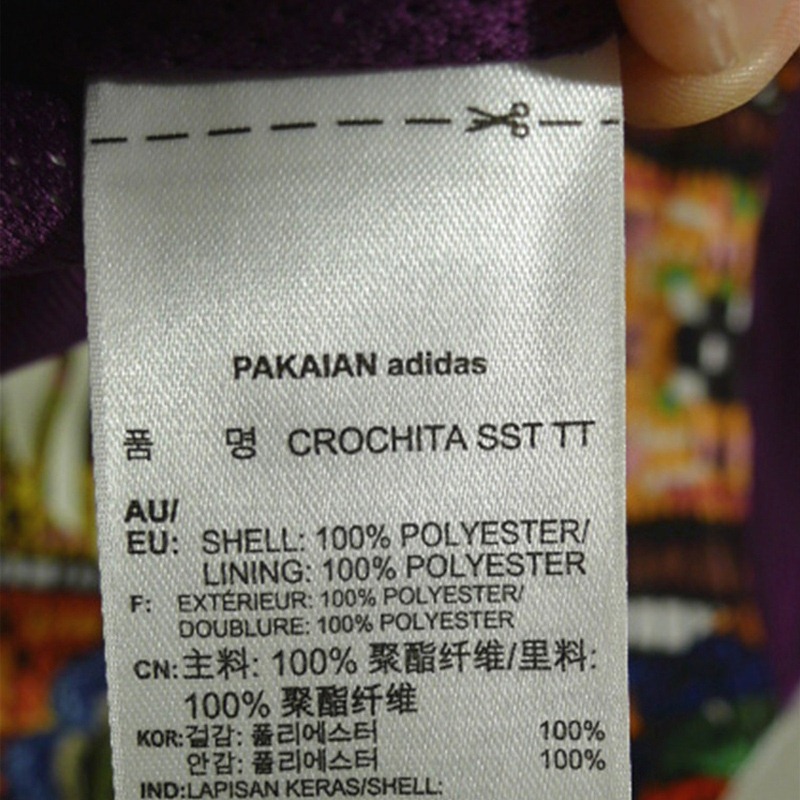 PAKAIAN adidas
품 명 CROCHITA SST TT
AU/
EU: SHELL: 100% POLYESTER/
LINING: 100% POLYESTER
F: EXTÉRIEUR: 100% POLYESTER/
DOUBLURE: 100% POLYESTER
CN:主料: 100% 聚酯纤维/里料:
100% 聚酯纤维
KOR:겉감: 폴리에스터 100%
안감: 폴리에스터 100%
IND:LAPISAN KERAS/SHELL: